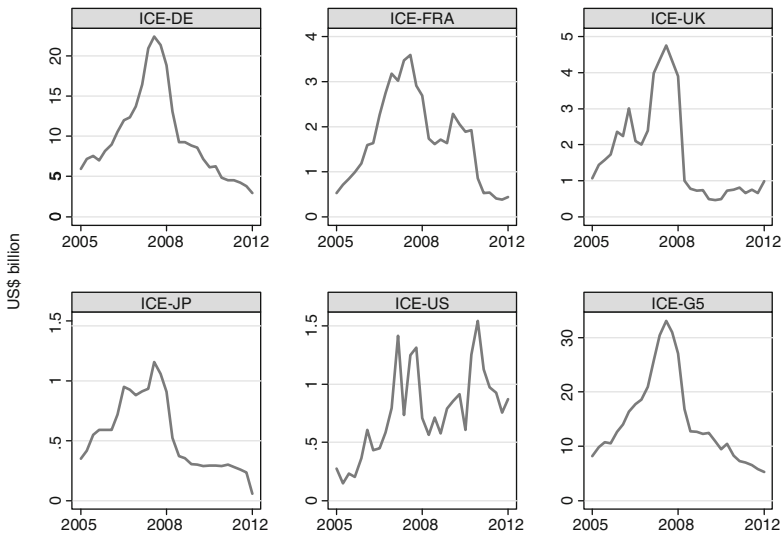 US$ billion
ICE-DE
0 5 10 15 20
2005 2008 2012
ICE-FRA
0 1 2 3 4
2005 2008 2012
ICE-UK
0 1 2 3 4 5
2005 2008 2012
ICE-JP
0 .5 1 1.5
2005 2008 2012
ICE-US
0 .5 1 1.5
2005 2008 2012
ICE-G5
0 10 20 30
2005 2008 2012